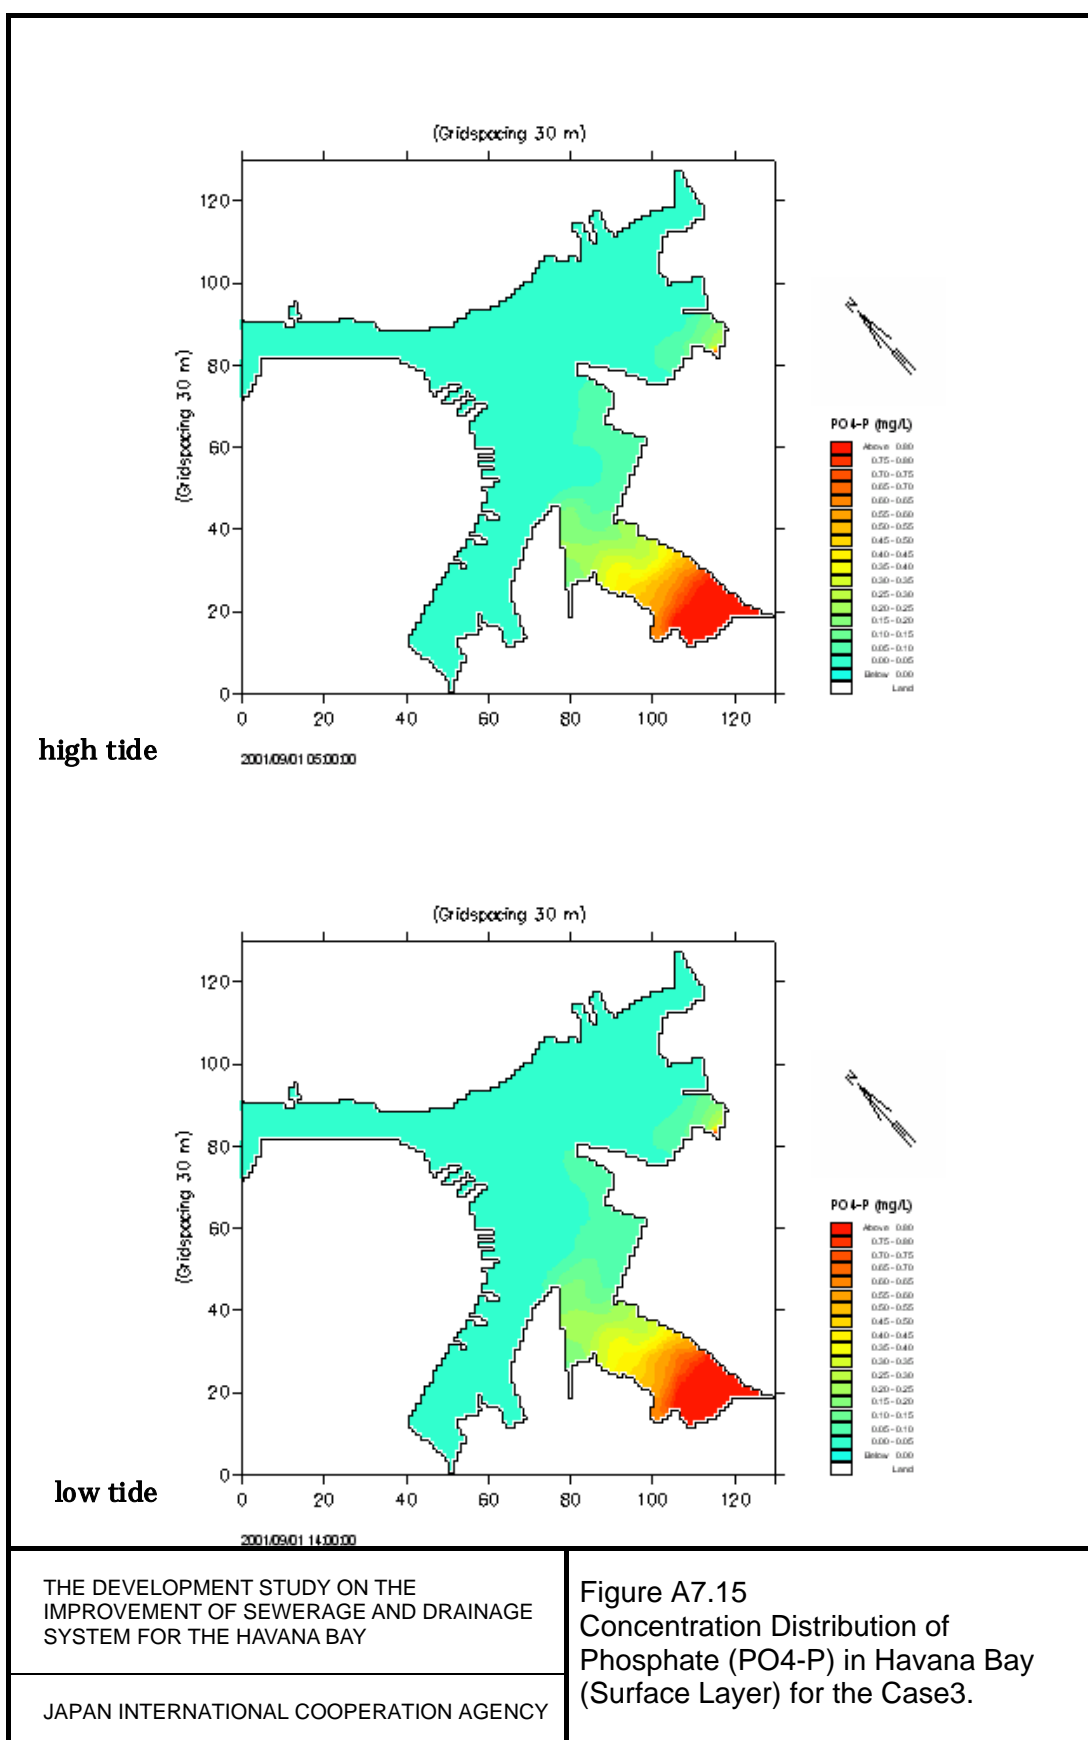 (Gridspacing 30 m)
120
100
80
60
40
20
0
(Gridspacing 30 m)
0 20 40 60 80 100 120
N
PO4-P (mg/L)
Above 0.80
0.75 - 0.80
0.70 - 0.75
0.65 - 0.70
0.60 - 0.65
0.55 - 0.60
0.50 - 0.55
0.45 - 0.50
0.40 - 0.45
0.35 - 0.40
0.30 - 0.35
0.25 - 0.30
0.20 - 0.25
0.15 - 0.20
0.10 - 0.15
0.05 - 0.10
0.00 - 0.05
Below 0.00
Land
high tide
2001/09/01 05:00:00
(Gridspacing 30 m)
120
100
80
60
40
20
0
(Gridspacing 30 m)
0 20 40 60 80 100 120
N
PO4-P (mg/L)
Above 0.80
0.75 - 0.80
0.70 - 0.75
0.65 - 0.70
0.60 - 0.65
0.55 - 0.60
0.50 - 0.55
0.45 - 0.50
0.40 - 0.45
0.35 - 0.40
0.30 - 0.35
0.25 - 0.30
0.20 - 0.25
0.15 - 0.20
0.10 - 0.15
0.05 - 0.10
0.00 - 0.05
Below 0.00
Land
low tide
2001/09/01 14:00:00
THE DEVELOPMENT STUDY ON THE
IMPROVEMENT OF SEWERAGE AND DRAINAGE
SYSTEM FOR THE HAVANA BAY
JAPAN INTERNATIONAL COOPERATION AGENCY
Figure A7.15
Concentration Distribution of
Phosphate (PO4-P) in Havana Bay
(Surface Layer) for the Case3.